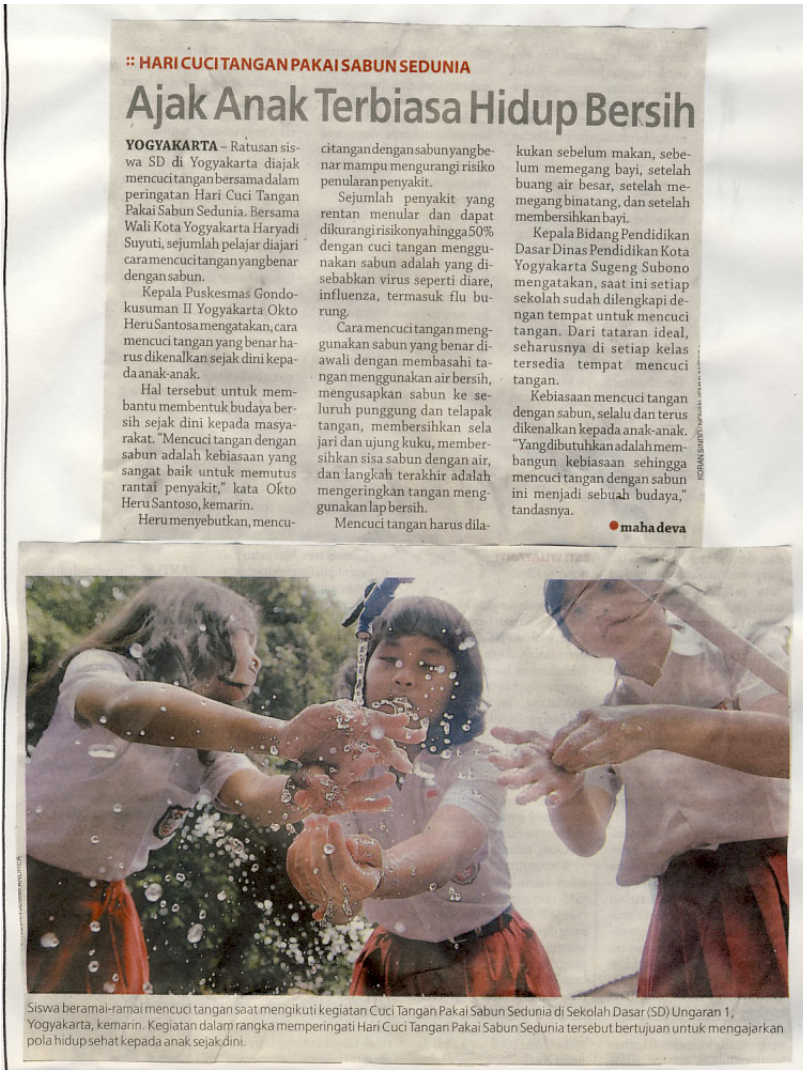 :: HARI CUCI TANGAN PAKAI SABUN SEDUNIA
Ajak Anak Terbiasa Hidup Bersih
YOGYAKARTA – Ratusan sis-
wa SD di Yogyakarta diajak
mencuci tangan bersama dalam
peringatan Hari Cuci Tangan
Pakai Sabun Sedunia. Bersama
Wali Kota Yogyakarta Haryadi
Suyuti, sejumlah pelajar diajari
cara mencuci tangan yang benar
dengan sabun.
Kepala Puskesmas Gondo-
kusuman II Yogyakarta Okto
Heru Santosa mengatakan, cara
mencuci tangan yang benar ha-
rus dikenalkan sejak dini kepa-
da anak-anak.
Hal tersebut untuk mem-
bantu membentuk budaya ber-
sih sejak dini kepada masya-
rakat. “Mencuci tangan dengan
sabun adalah kebiasaan yang
sangat baik untuk memutus
rantai penyakit,” kata Okto
Heru Santoso, kemarin.
Heru menyebutkan, mencu-
ci tangan dengan sabun yang be-
nar mampu mengurangi risiko
penularan penyakit.
Sejumlah penyakit yang
rentan menular dan dapat
dikurangi risikonya hingga 50%
dengan cuci tangan menggu-
nakan sabun adalah yang di-
sebabkan virus seperti diare,
influenza, termasuk flu bu-
rung.
Cara mencuci tangan meng-
gunakan sabun yang benar di-
awali dengan membasahi ta-
ngan menggunakan air bersih,
mengusapkan sabun ke se-
luruh punggung dan telapak
tangan, membersihkan sela
jari dan ujung kuku, member-
sihkan sisa sabun dengan air,
dan langkah terakhir adalah
mengeringkan tangan meng-
gunakan lap bersih.
Mencuci tangan harus dila-
kukan sebelum makan, sebe-
lum memegang bayi, setelah
buang air besar, setelah me-
megang binatang, dan setelah
membersihkan bayi.
Kepala Bidang Pendidikan
Dasar Dinas Pendidikan Kota
Yogyakarta Sugeng Subono
mengatakan, saat ini setiap
sekolah sudah dilengkapi de-
ngan tempat untuk mencuci
tangan. Dari tataran ideal,
seharusnya di setiap kelas
tersedia tempat mencuci
tangan.
Kebiasaan mencuci tangan
dengan sabun, selalu dan terus
dikenalkan kepada anak-anak.
“Yang dibutuhkan adalah mem-
bangun kebiasaan sehingga
mencuci tangan dengan sabun
ini menjadi sebuah budaya,”
tandasnya.
●mahadeva
KORAN SINDO
Siswa beramai-ramai mencuci tangan saat mengikuti kegiatan Cuci Tangan Pakai Sabun Sedunia di Sekolah Dasar (SD) Ungaran 1,
Yogyakarta, kemarin. Kegiatan dalam rangka memperingati Hari Cuci Tangan Pakai Sabun Sedunia tersebut bertujuan untuk mengajarkan
pola hidup sehat kepada anak sejak dini.